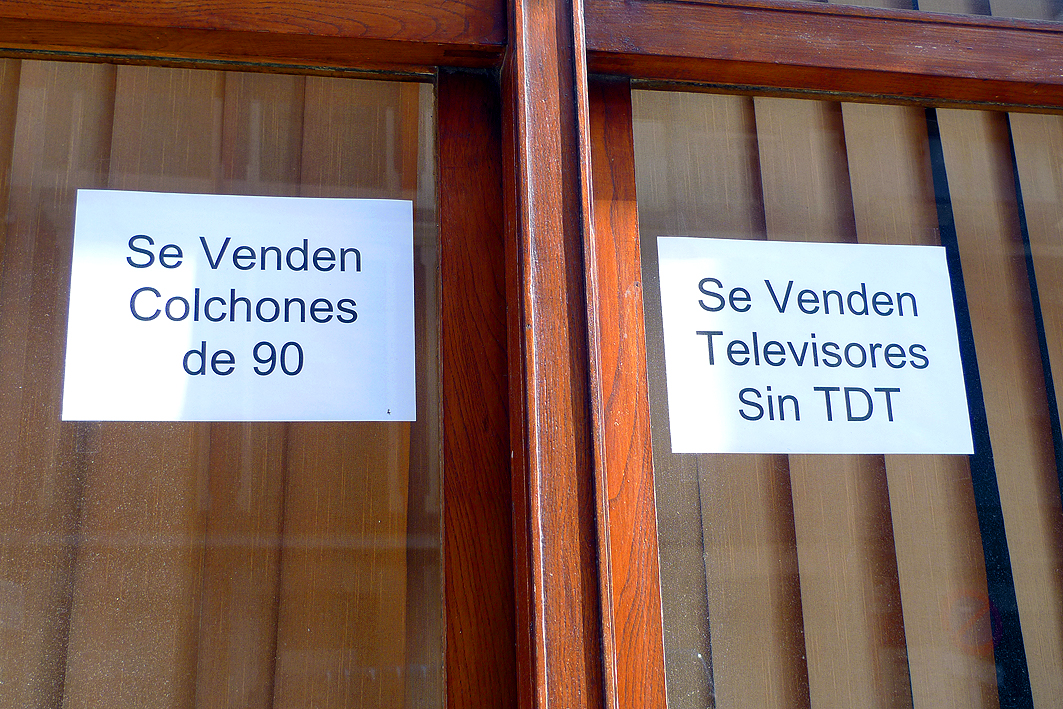 Se Venden
Colchones
de 90
Se Venden
Televisores
Sin TDT